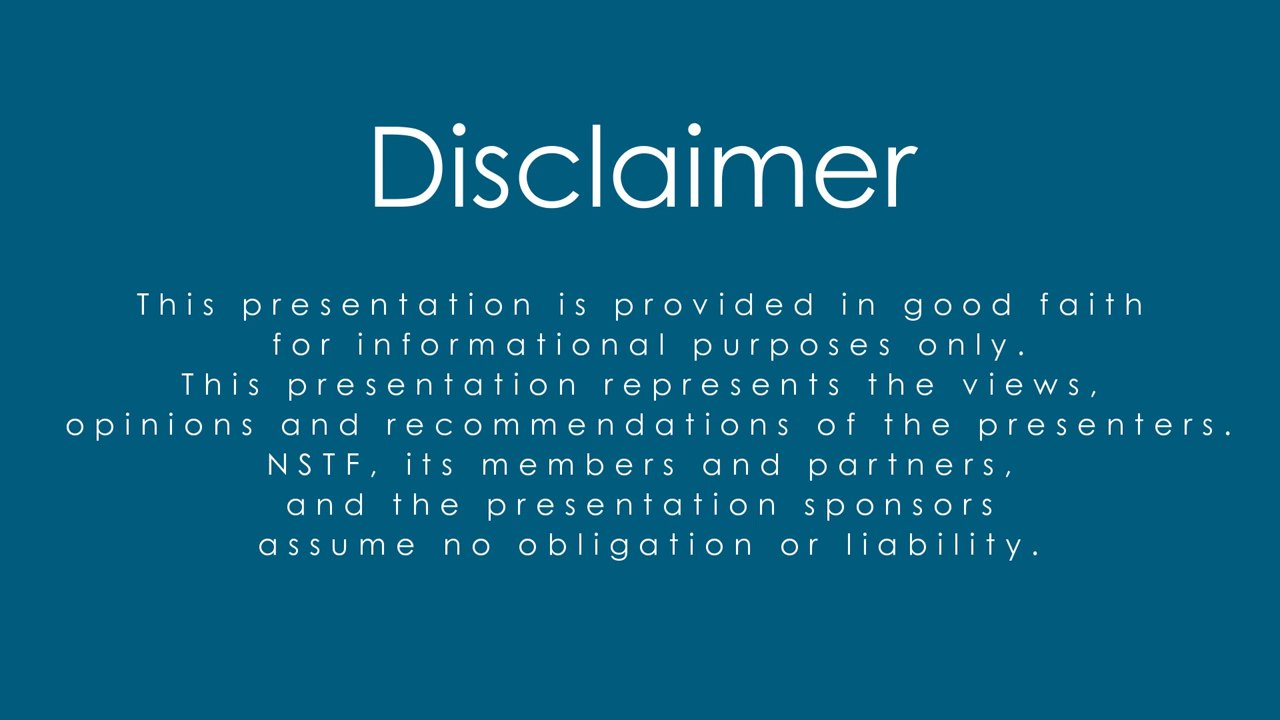 Disclaimer
This presentation is provided in good faith
for informational purposes only.
This presentation represents the views,
opinions and recommendations of the presenters.
NSTF, its members and partners,
and the presentation sponsors
assume no obligation or liability.